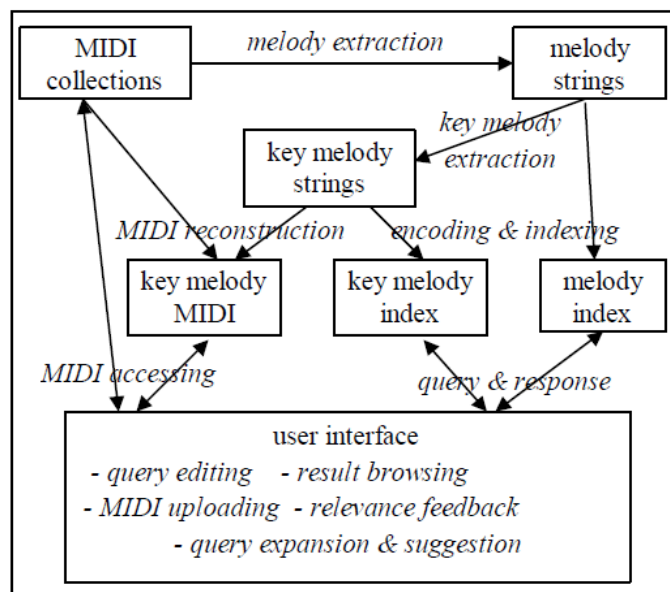 MIDI
collections
melody extraction
melody
strings
key melody
extraction
key melody
strings
MIDI reconstruction
encoding & indexing
key melody
MIDI
key melody
index
melody
index
MIDI accessing
query & response
user interface
- query editing - result browsing
- MIDI uploading - relevance feedback
- query expansion & suggestion